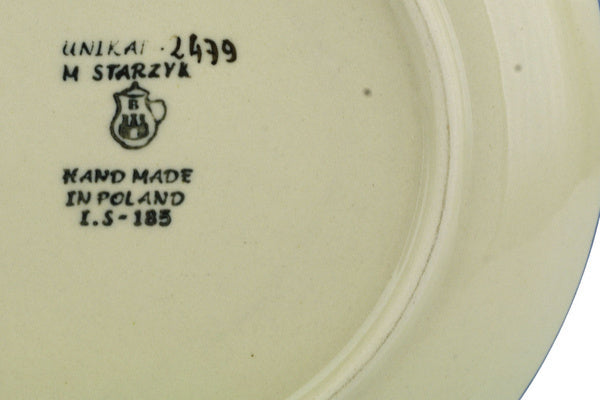 UNIKAT 2479
M STARZYK
B
HAND MADE
IN POLAND
I.S-183